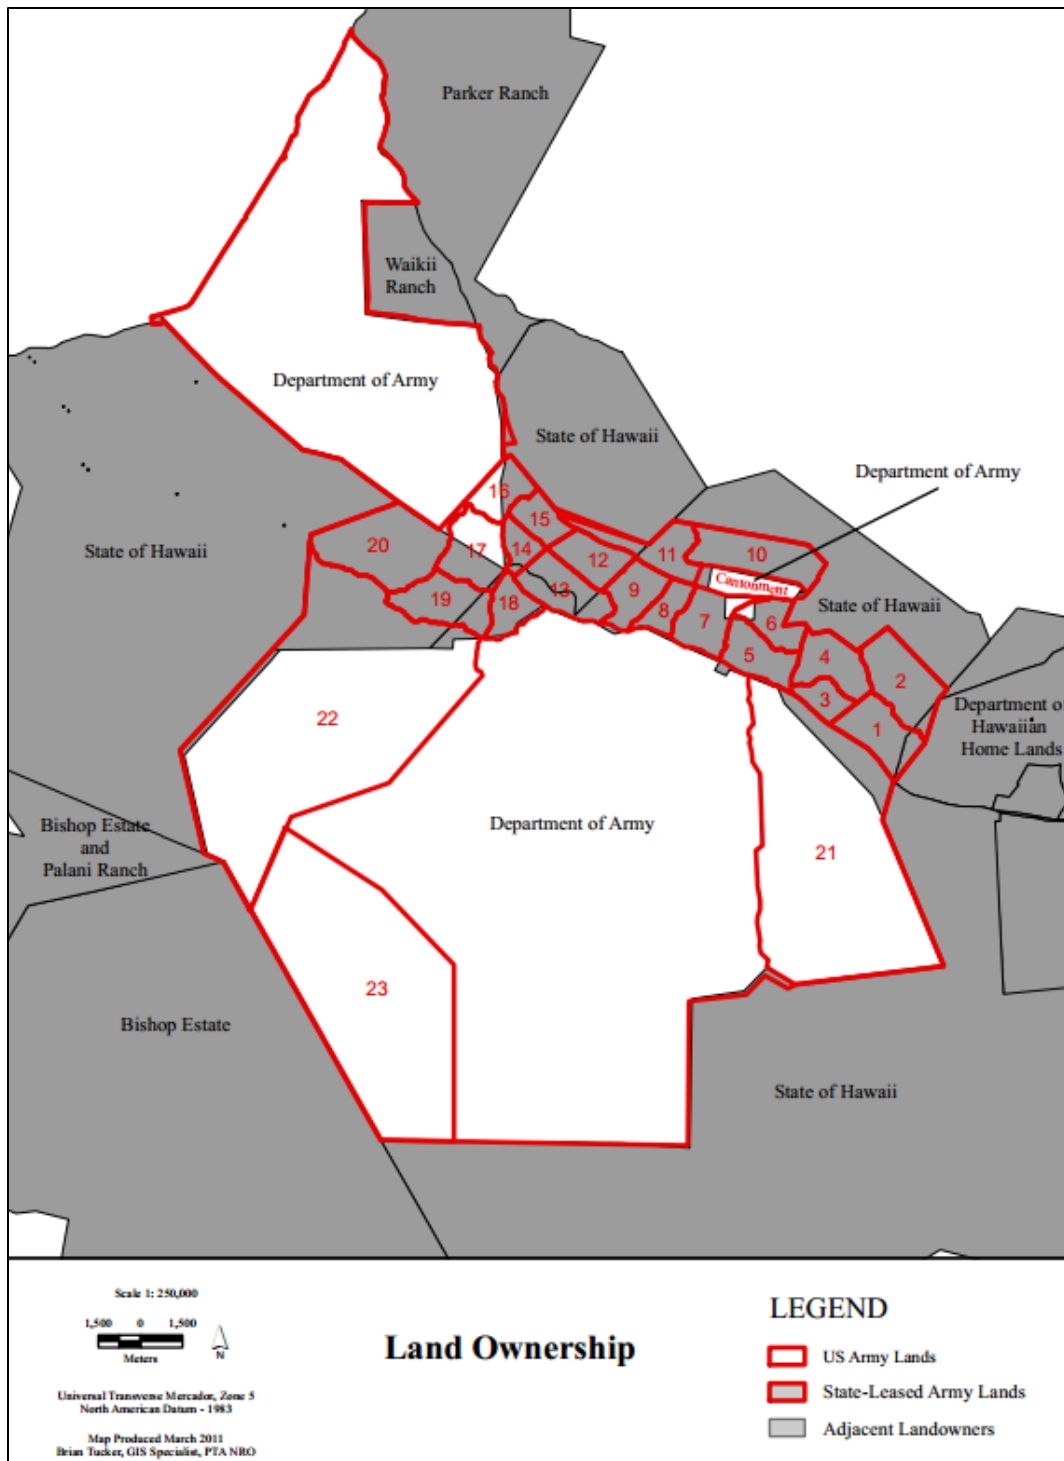 Parker Ranch
Waikii
Ranch
Department of Army
State of Hawaii
Department of Army
State of Hawaii
16
15
20
17
14
12
11
10
Cantonment
19
18
13
9
8
7
6
State of Hawaii
5
4
2
3
1
Department of
Hawaiian
Home Lands
22
Bishop Estate
and
Palani Ranch
Department of Army
21
23
Bishop Estate
State of Hawaii
Scale 1: 250,000
1,500 0 1,500
Meters
N
Universal Transverse Mercador, Zone 5
North American Datum - 1983
Map Produced March 2011
Brian Tucker, GIS Specialist, PTA NRO
Land Ownership
LEGEND
US Army Lands
State-Leased Army Lands
Adjacent Landowners